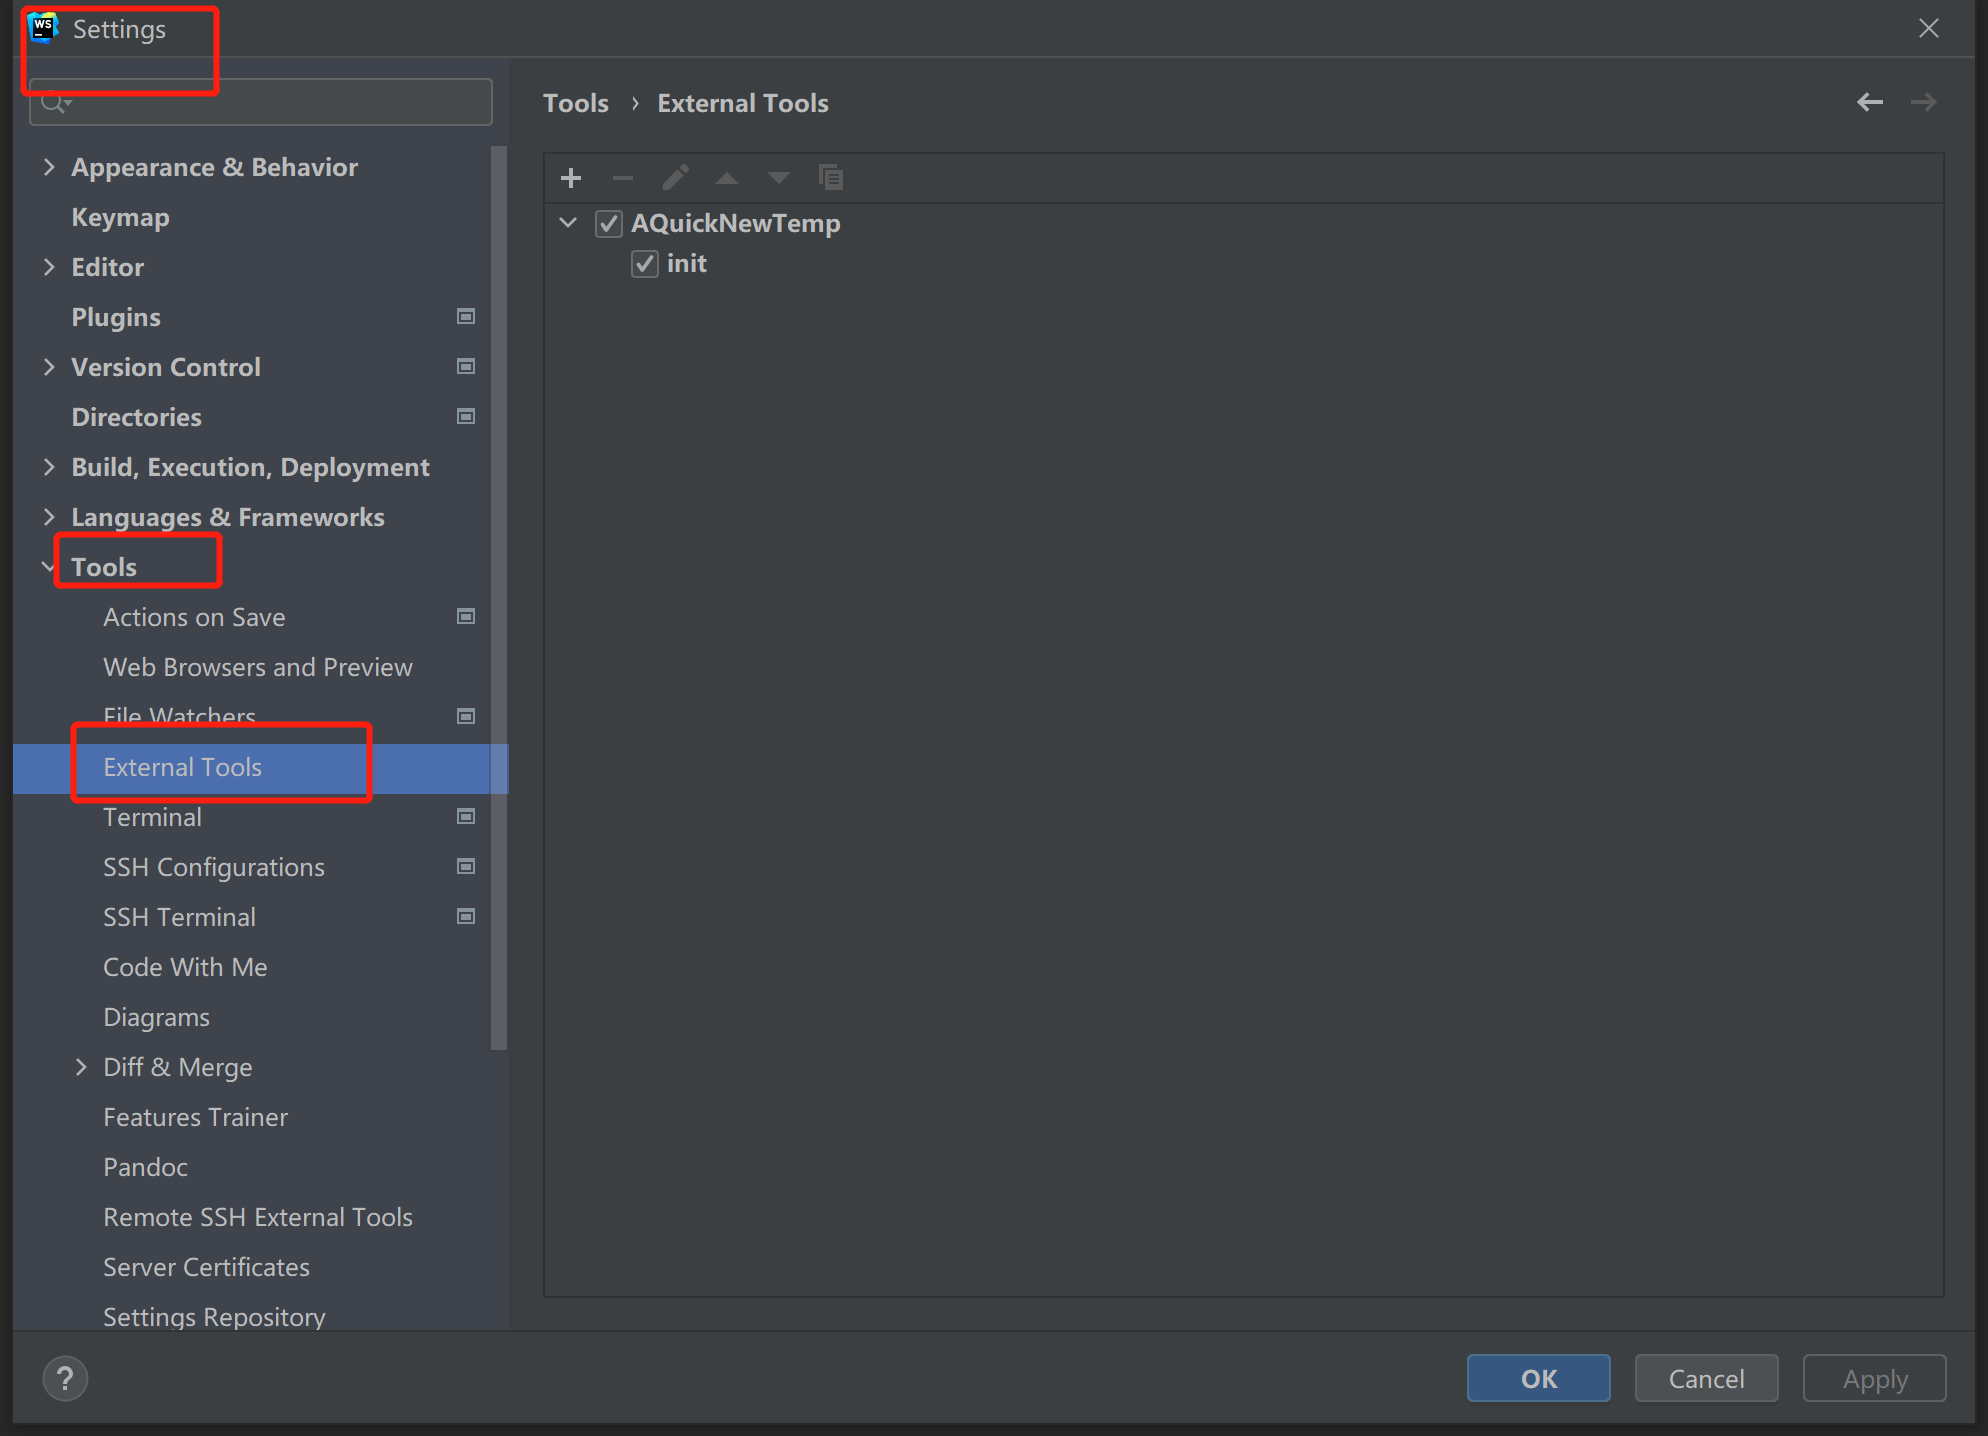 WS Settings
Tools › External Tools
Appearance & Behavior
Keymap
Editor
Plugins
Version Control
Directories
Build, Execution, Deployment
Languages & Frameworks
Tools
Actions on Save
Web Browsers and Preview
File Watchers
External Tools
Terminal
SSH Configurations
SSH Terminal
Code With Me
Diagrams
Diff & Merge
Features Trainer
Pandoc
Remote SSH External Tools
Server Certificates
Settings Repository
AQuickNewTemp
init
?
OK
Cancel
Apply